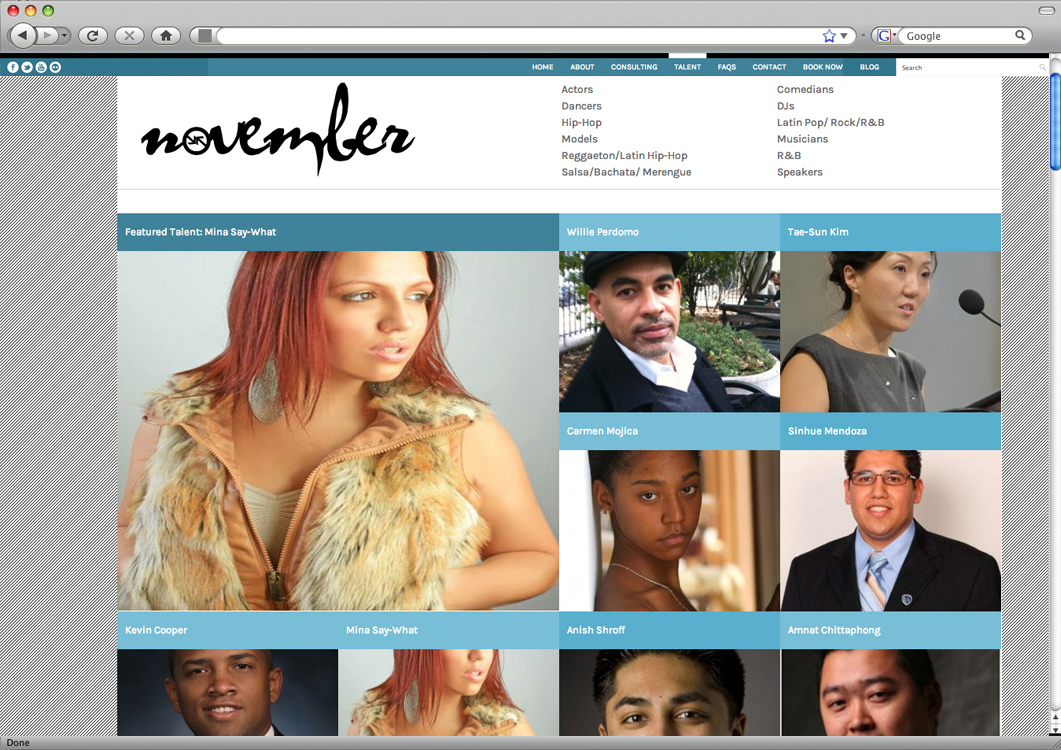 Google
HOME ABOUT CONSULTING TALENT FAQS CONTACT BOOK NOW BLOG Search
november
Actors
Dancers
Hip-Hop
Models
Reggaeton/Latin Hip-Hop
Salsa/Bachata/ Merengue
Comedians
DJs
Latin Pop/ Rock/R&B
Musicians
R&B
Speakers
Featured Talent: Mina Say-What
Willie Perdomo
Tae-Sun Kim
Carmen Mojica
Sinhue Mendoza
Kevin Cooper
Mina Say-What
Anish Shroff
Amnat Chittaphong
Done